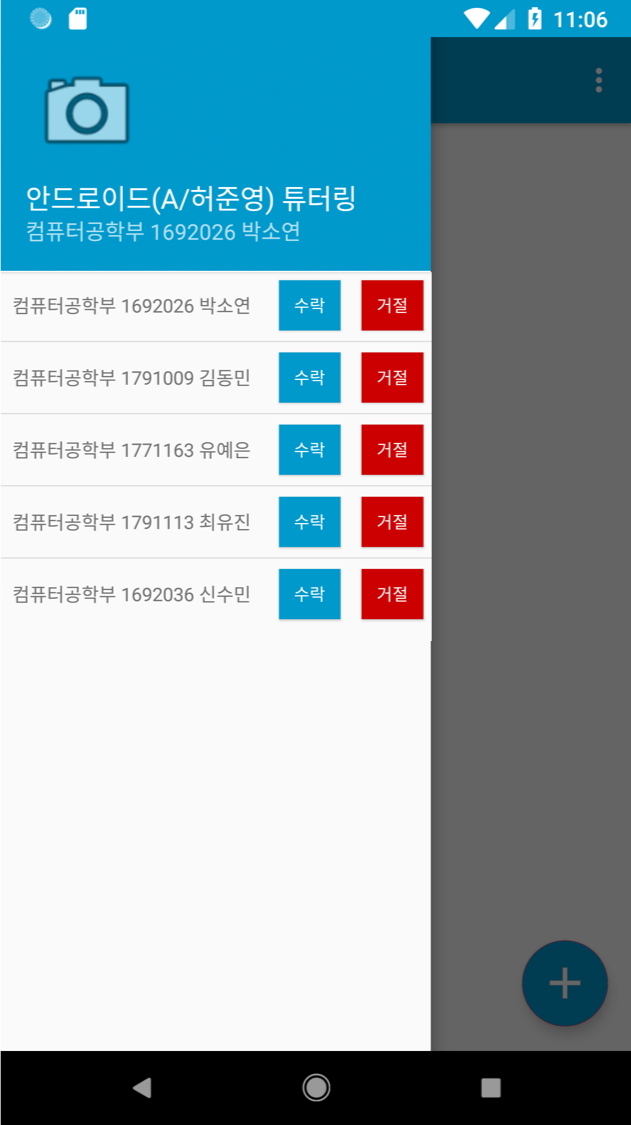 11:06
안드로이드(A/허준영) 튜터링
컴퓨터공학부 1692026 박소연
컴퓨터공학부 1692026 박소연 수락 거절
컴퓨터공학부 1791009 김동민 수락 거절
컴퓨터공학부 1771163 유예은 수락 거절
컴퓨터공학부 1791113 최유진 수락 거절
컴퓨터공학부 1692036 신수민 수락 거절